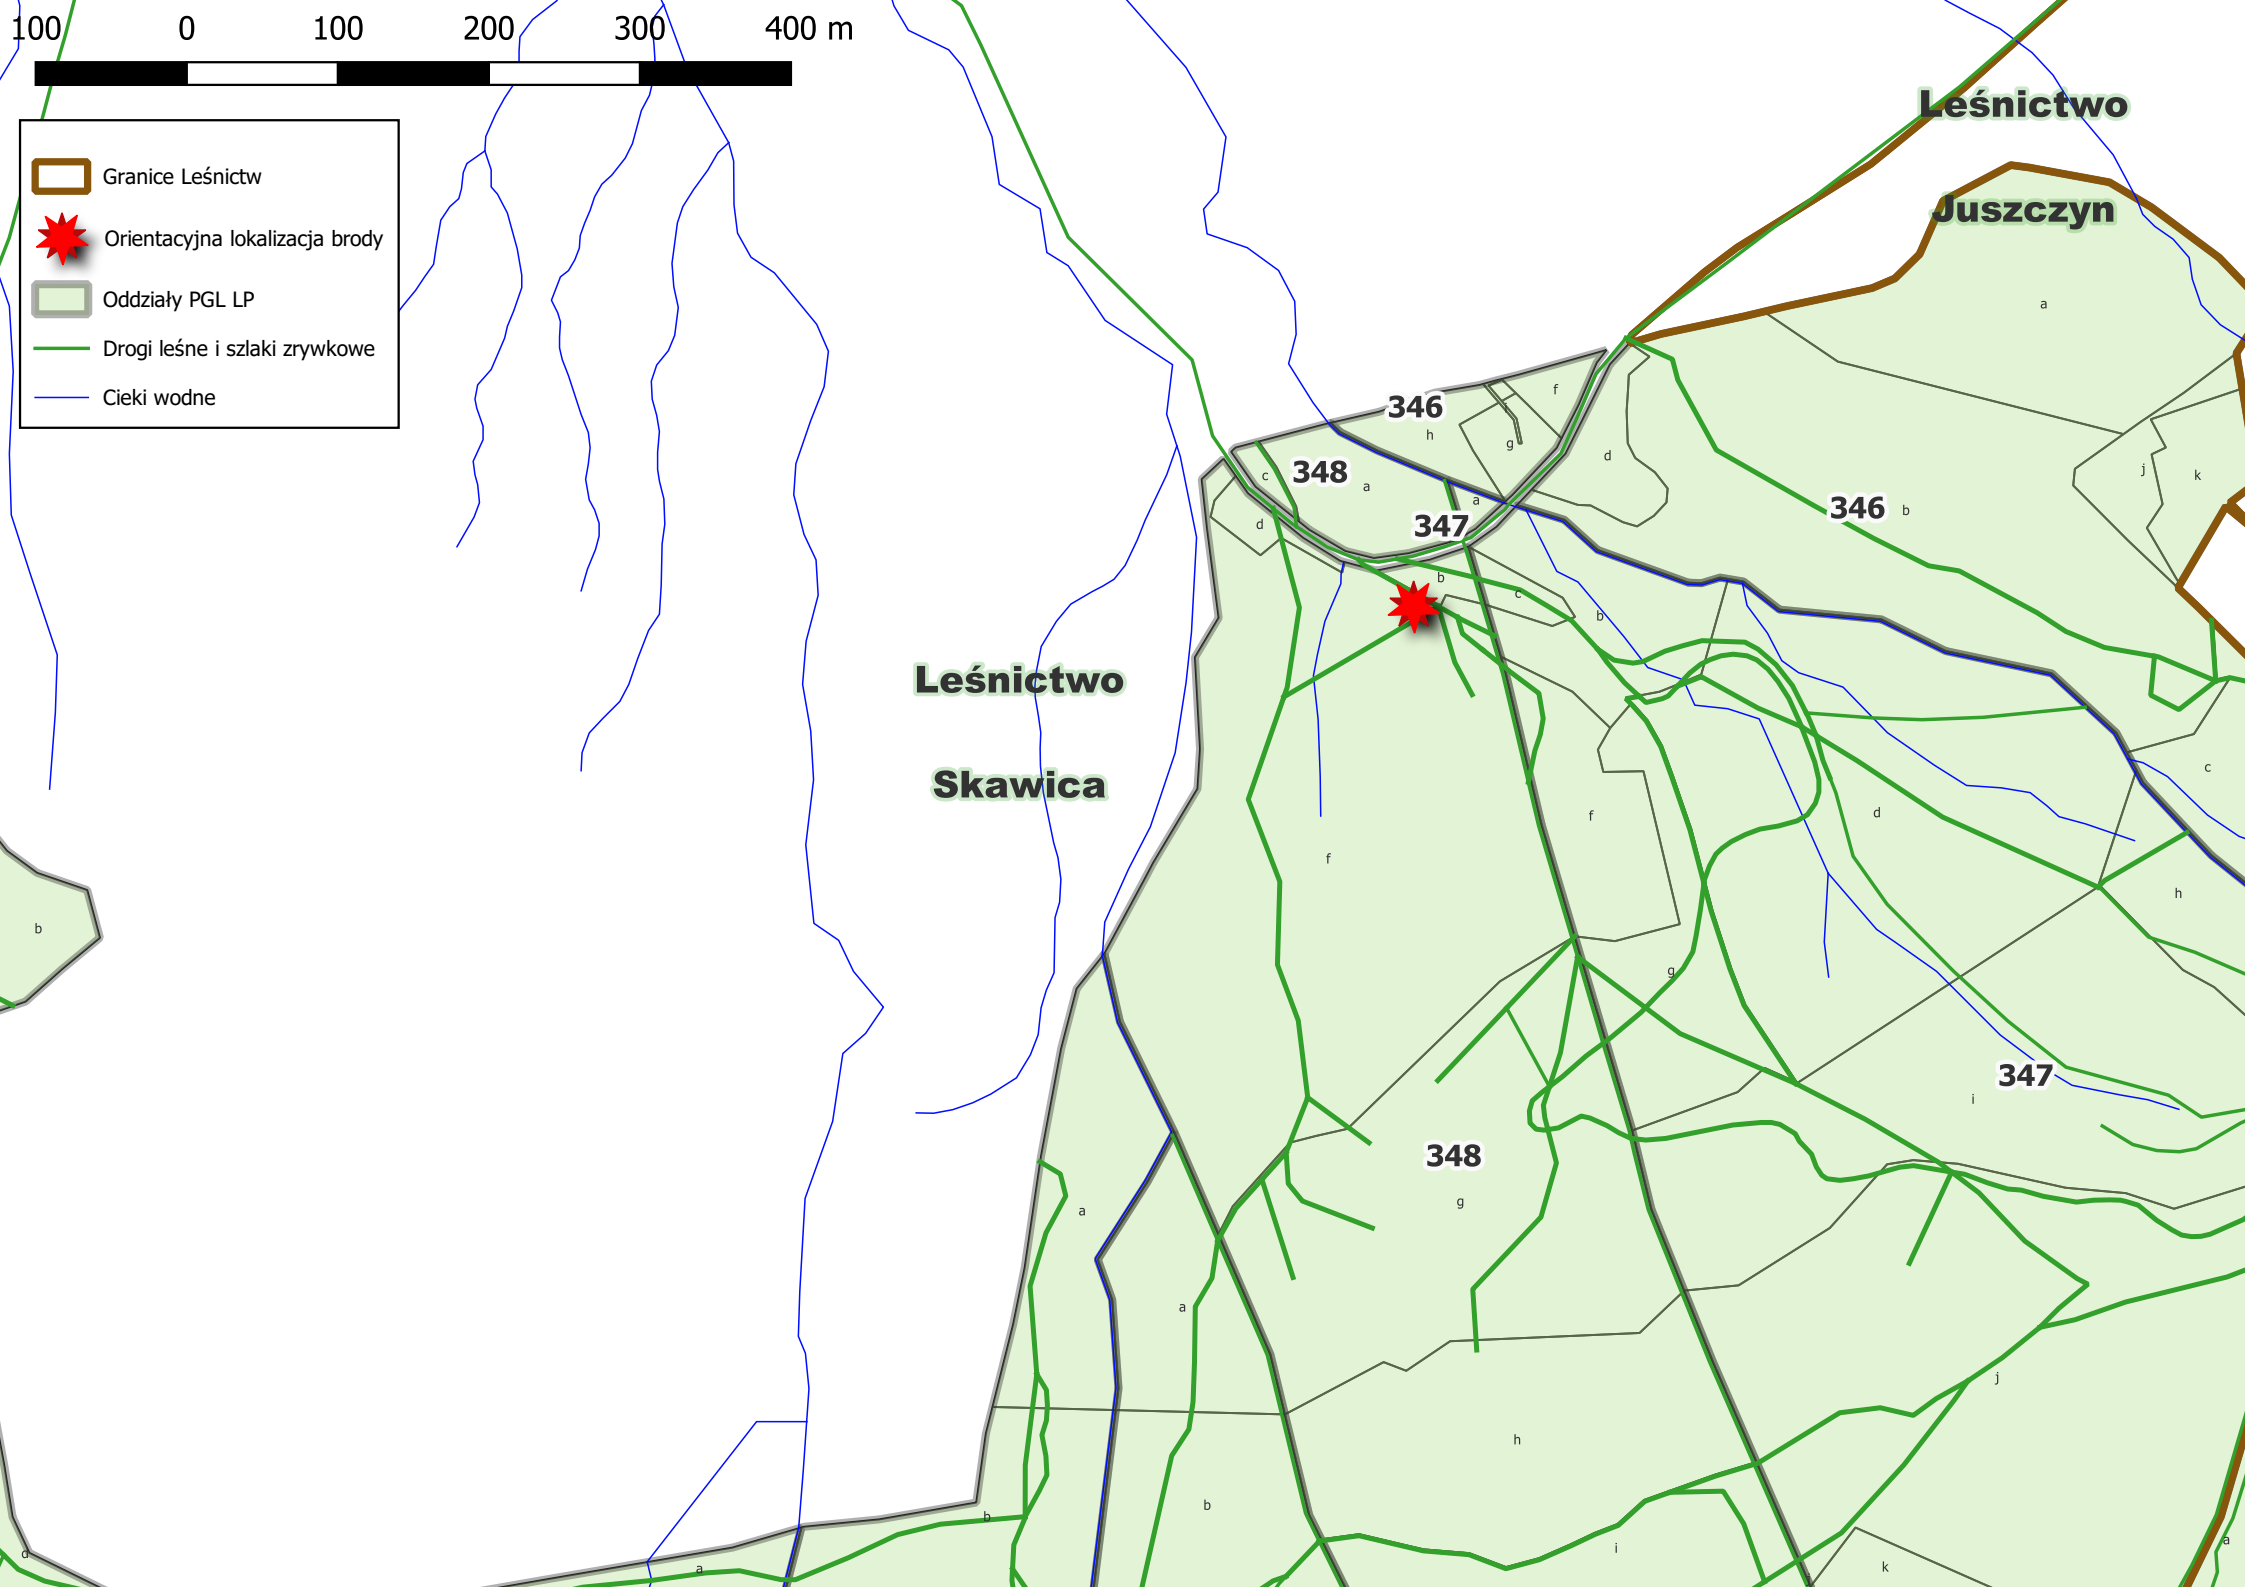 100 0 100 200 300 400 m
Granice Leśnictw
Orientacyjna lokalizacja brody
Oddziały PGL LP
Drogi leśne i szlaki zrywkowe
Cieki wodne
Leśnictwo
Juszczyn
a
346
f
h
g
348
c
a
a
d
j
k
346
b
347
d
b
c
b
Leśnictwo
Skawica
c
f
d
f
h
b
g
347
i
348
g
a
a
j
h
b
b
i
a
d
a
k